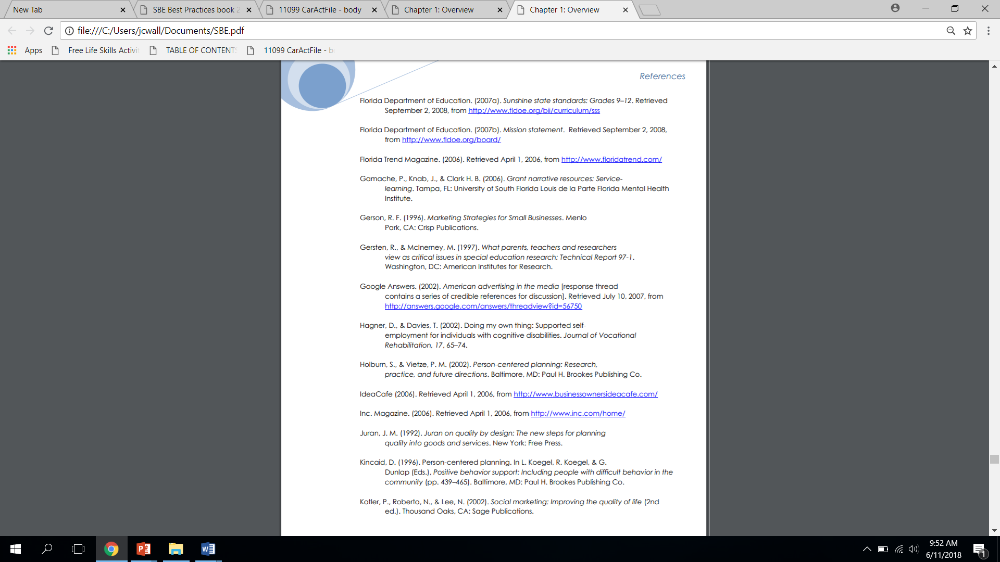 New Tab
SBE Best Practices book 2
11099 CarActFile - body
Chapter 1: Overview
Chapter 1: Overview
file:///C:/Users/jcwall/Documents/SBE.pdf
Apps
Free Life Skills Activit
TABLE OF CONTENTS
11099 CarActFile - b
References
Florida Department of Education. (2007a). Sunshine state standards: Grades 9–12. Retrieved
September 2, 2008, from http://www.fldoe.org/bii/curriculum/sss
Florida Department of Education. (2007b). Mission statement. Retrieved September 2, 2008,
from http://www.fldoe.org/board/
Florida Trend Magazine. (2006). Retrieved April 1, 2006, from http://www.floridatrend.com/
Gamache, P., Knab, J., & Clark H. B. (2006). Grant narrative resources: Service-
learning. Tampa, FL: University of South Florida Louis de la Parte Florida Mental Health
Institute.
Gerson, R. F. (1996). Marketing Strategies for Small Businesses. Menlo
Park, CA: Crisp Publications.
Gersten, R., & McInerney, M. (1997). What parents, teachers and researchers
view as critical issues in special education research: Technical Report 97-1.
Washington, DC: American Institutes for Research.
Google Answers. (2002). American advertising in the media [response thread
contains a series of credible references for discussion]. Retrieved July 10, 2007, from
http://answers.google.com/answers/threadview?id=56750
Hagner, D., & Davies, T. (2002). Doing my own thing: Supported self-
employment for individuals with cognitive disabilities. Journal of Vocational
Rehabilitation, 17, 65–74.
Holburn, S., & Vietze, P. M. (2002). Person-centered planning: Research,
practice, and future directions. Baltimore, MD: Paul H. Brookes Publishing Co.
IdeaCafe (2006). Retrieved April 1, 2006, from http://www.businessownersideacafe.com/
Inc. Magazine. (2006). Retrieved April 1, 2006, from http://www.inc.com/home/
Juran, J. M. (1992). Juran on quality by design: The new steps for planning
quality into goods and services. New York: Free Press.
Kincaid, D. (1996). Person-centered planning. In L. Koegel, R. Koegel, & G.
Dunlap (Eds.), Positive behavior support: Including people with difficult behavior in the
community (pp. 439–465). Baltimore, MD: Paul H. Brookes Publishing Co.
Kotler, P., Roberto, N., & Lee, N. (2002). Social marketing: Improving the quality of life (2nd
ed.). Thousand Oaks, CA: Sage Publications.
9:52 AM
6/11/2018
1